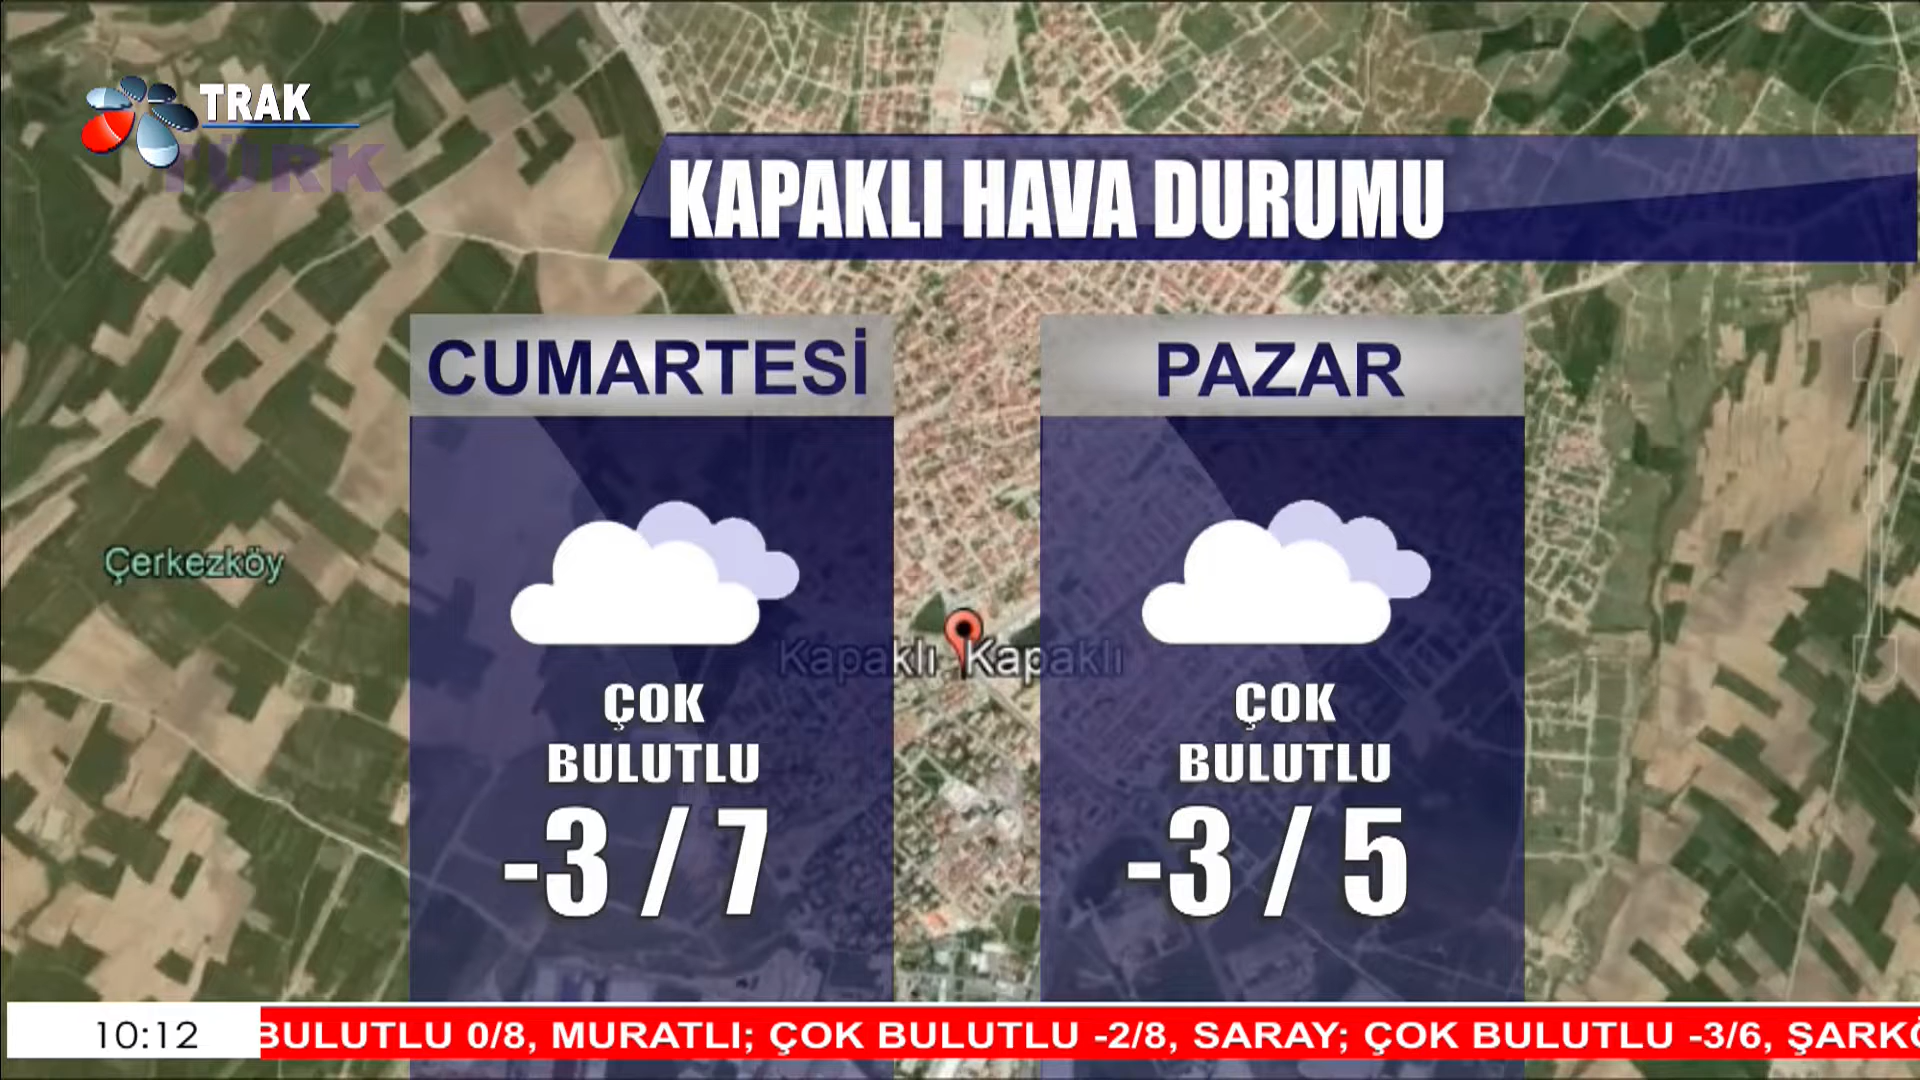 TRAK
TÜRK
KAPAKLI HAVA DURUMU
CUMARTESİ
PAZAR
Çerkezköy
Kapaklı Kapaklı
ÇOK
BULUTLU
-3 / 7
ÇOK
BULUTLU
-3 / 5
10:12
BULUTLU 0/8, MURATLI; ÇOK BULUTLU -2/8, SARAY; ÇOK BULUTLU -3/6, ŞARKÖ